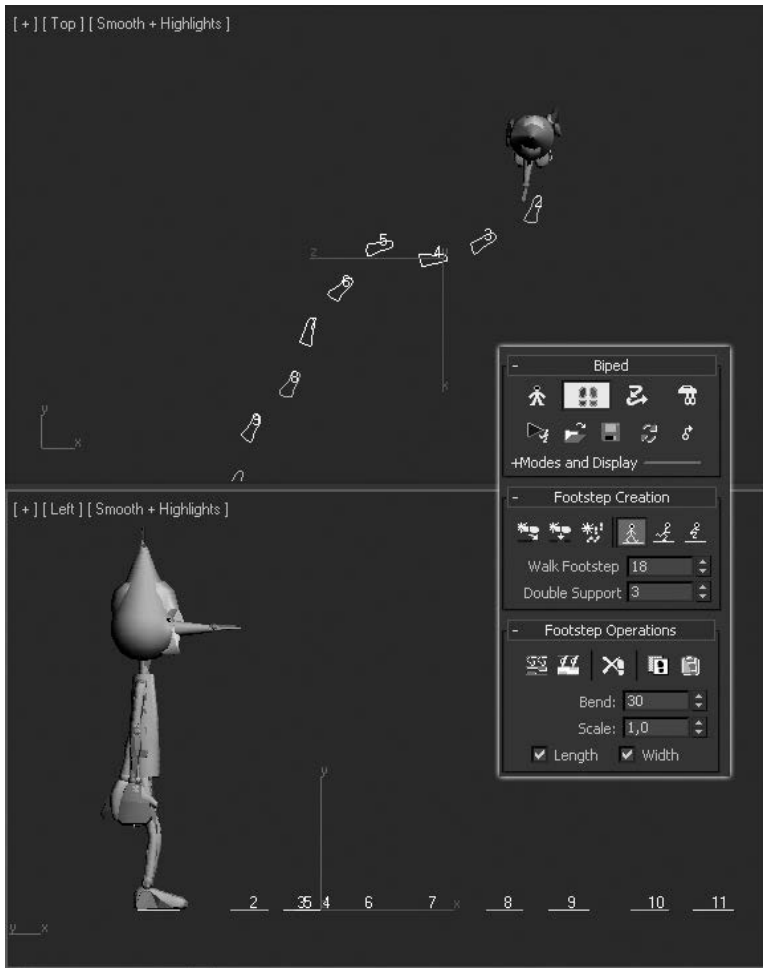 [ + ] [ Top ] [ Smooth + Highlights ]
2
3
4
5
6
7
8
9
z
x
y
x
- Biped
+Modes and Display
- Footstep Creation
Walk Footstep 18
Double Support 3
- Footstep Operations
Bend: 30
Scale: 1,0
Length Width
[ + ] [ Left ] [ Smooth + Highlights ]
y
2 35 4 6 7 x 8 9 10 11
y x